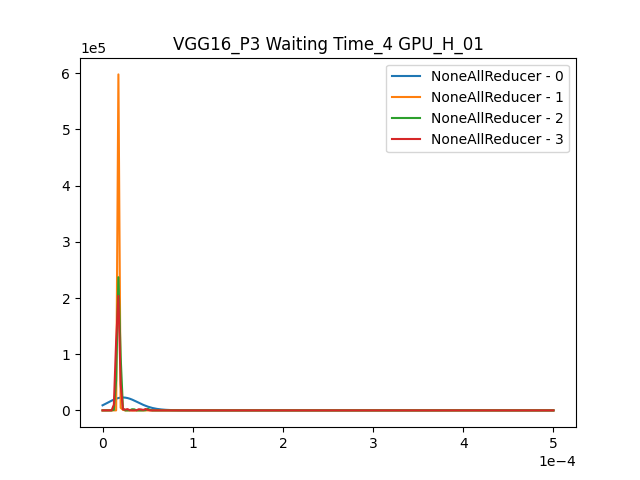 VGG16_P3 Waiting Time_4 GPU_H_01
1e5
6
5
4
3
2
1
0
NoneAllReducer - 0
NoneAllReducer - 1
NoneAllReducer - 2
NoneAllReducer - 3
0 1 2 3 4 5
1e−4